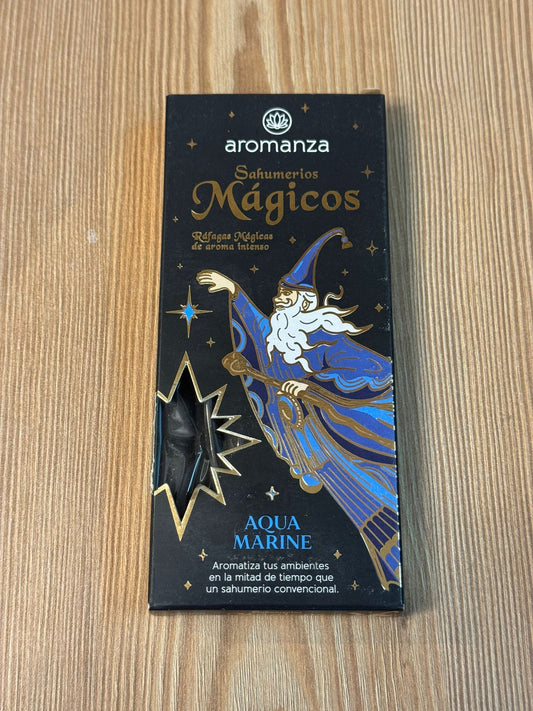 aromanza
Sahumerios
Mágicos
Ráfagas Mágicas
de aroma intenso
AQUA
MARINE
Aromatiza tus ambientes
en la mitad de tiempo que
un sahumerio convencional.